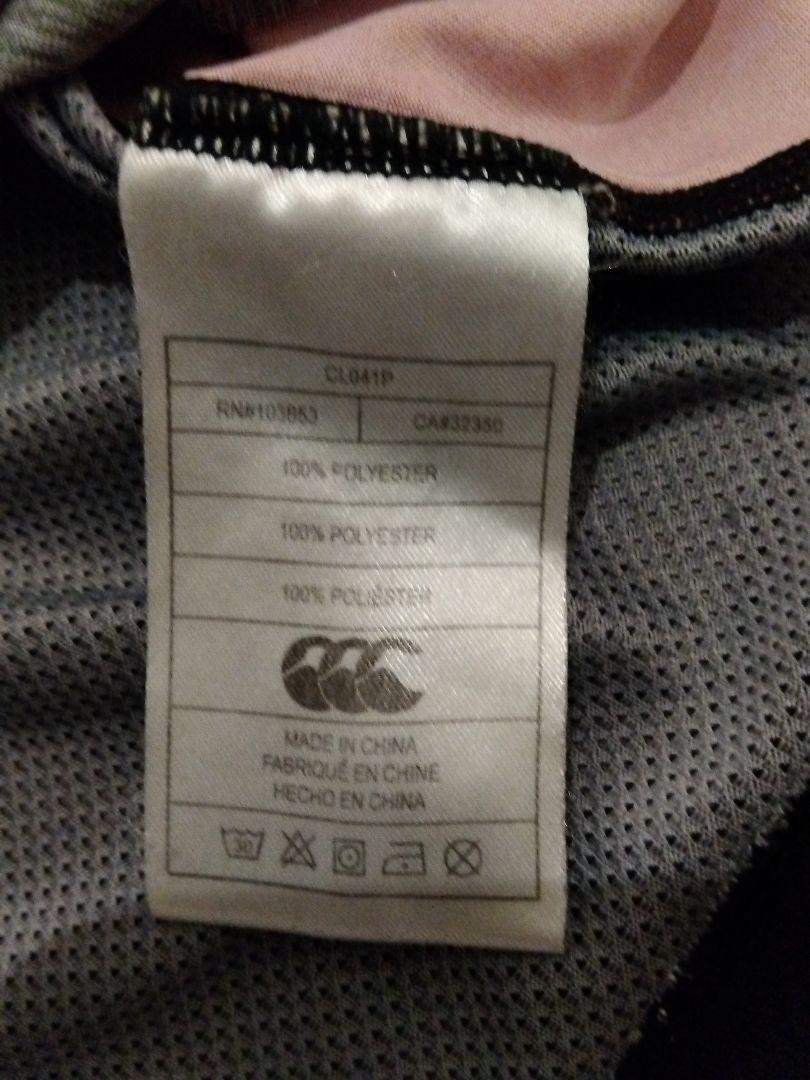 CL041P
RN#103853 CA#32350
100% POLYESTER
100% POLYESTER
100% POLIÉSTER
MADE IN CHINA
FABRIQUÉ EN CHINE
HECHO EN CHINA
30